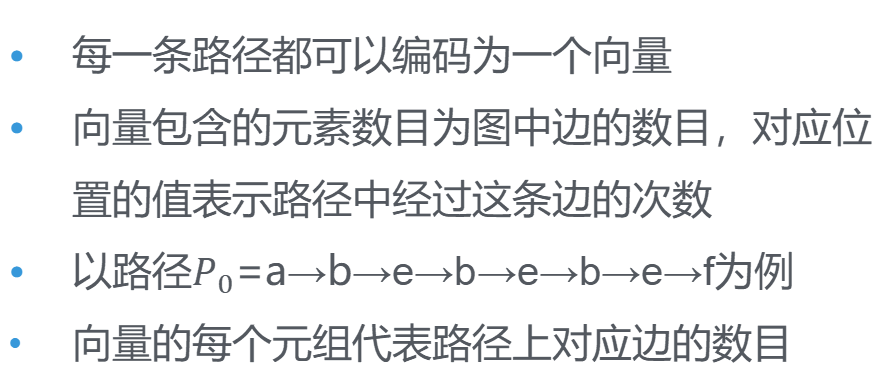 • 每一条路径都可以编码为一个向量
• 向量包含的元素数目为图中边的数目，对应位
置的值表示路径中经过这条边的次数
• 以路径P₀=a→b→e→b→e→b→e→f为例
• 向量的每个元组代表路径上对应边的数目